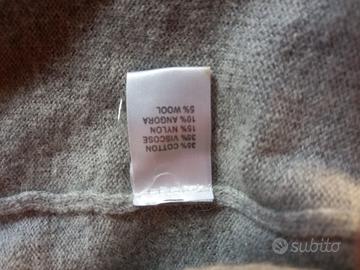 35% COTTON
35% VISCOSE
15% NYLON
10% ANGORA
5% WOOL
subito